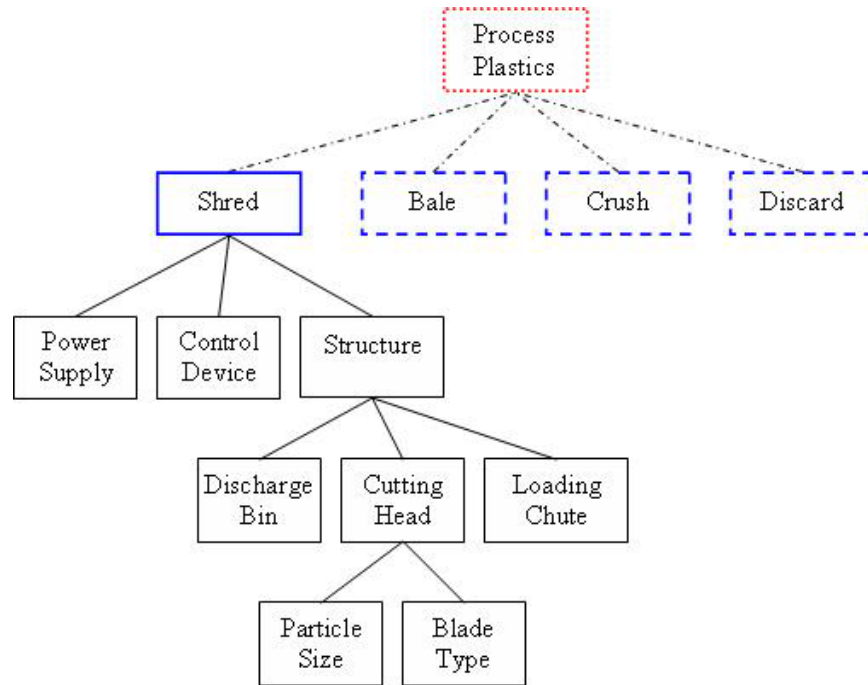 Process
Plastics
Shred
Bale
Crush
Discard
Power
Supply
Control
Device
Structure
Discharge
Bin
Cutting
Head
Loading
Chute
Particle
Size
Blade
Type